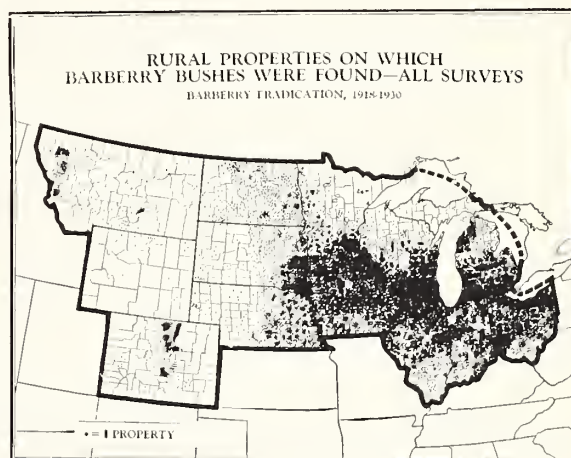 RURAL PROPERTIES ON WHICH
BARBERRY BUSHES WERE FOUND—ALL SURVEYS
BARBERRY ERADICATION, 1918-1930
• = 1 PROPERTY